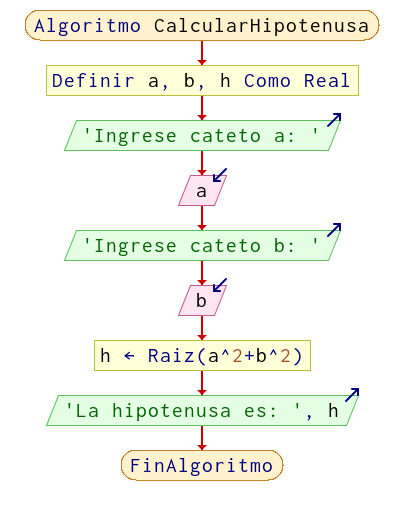 Algoritmo CalcularHipotenusa
Definir a, b, h Como Real
'Ingrese cateto a: '
a
'Ingrese cateto b: '
b
h ← Raiz(a^2+b^2)
'La hipotenusa es: ', h
FinAlgoritmo